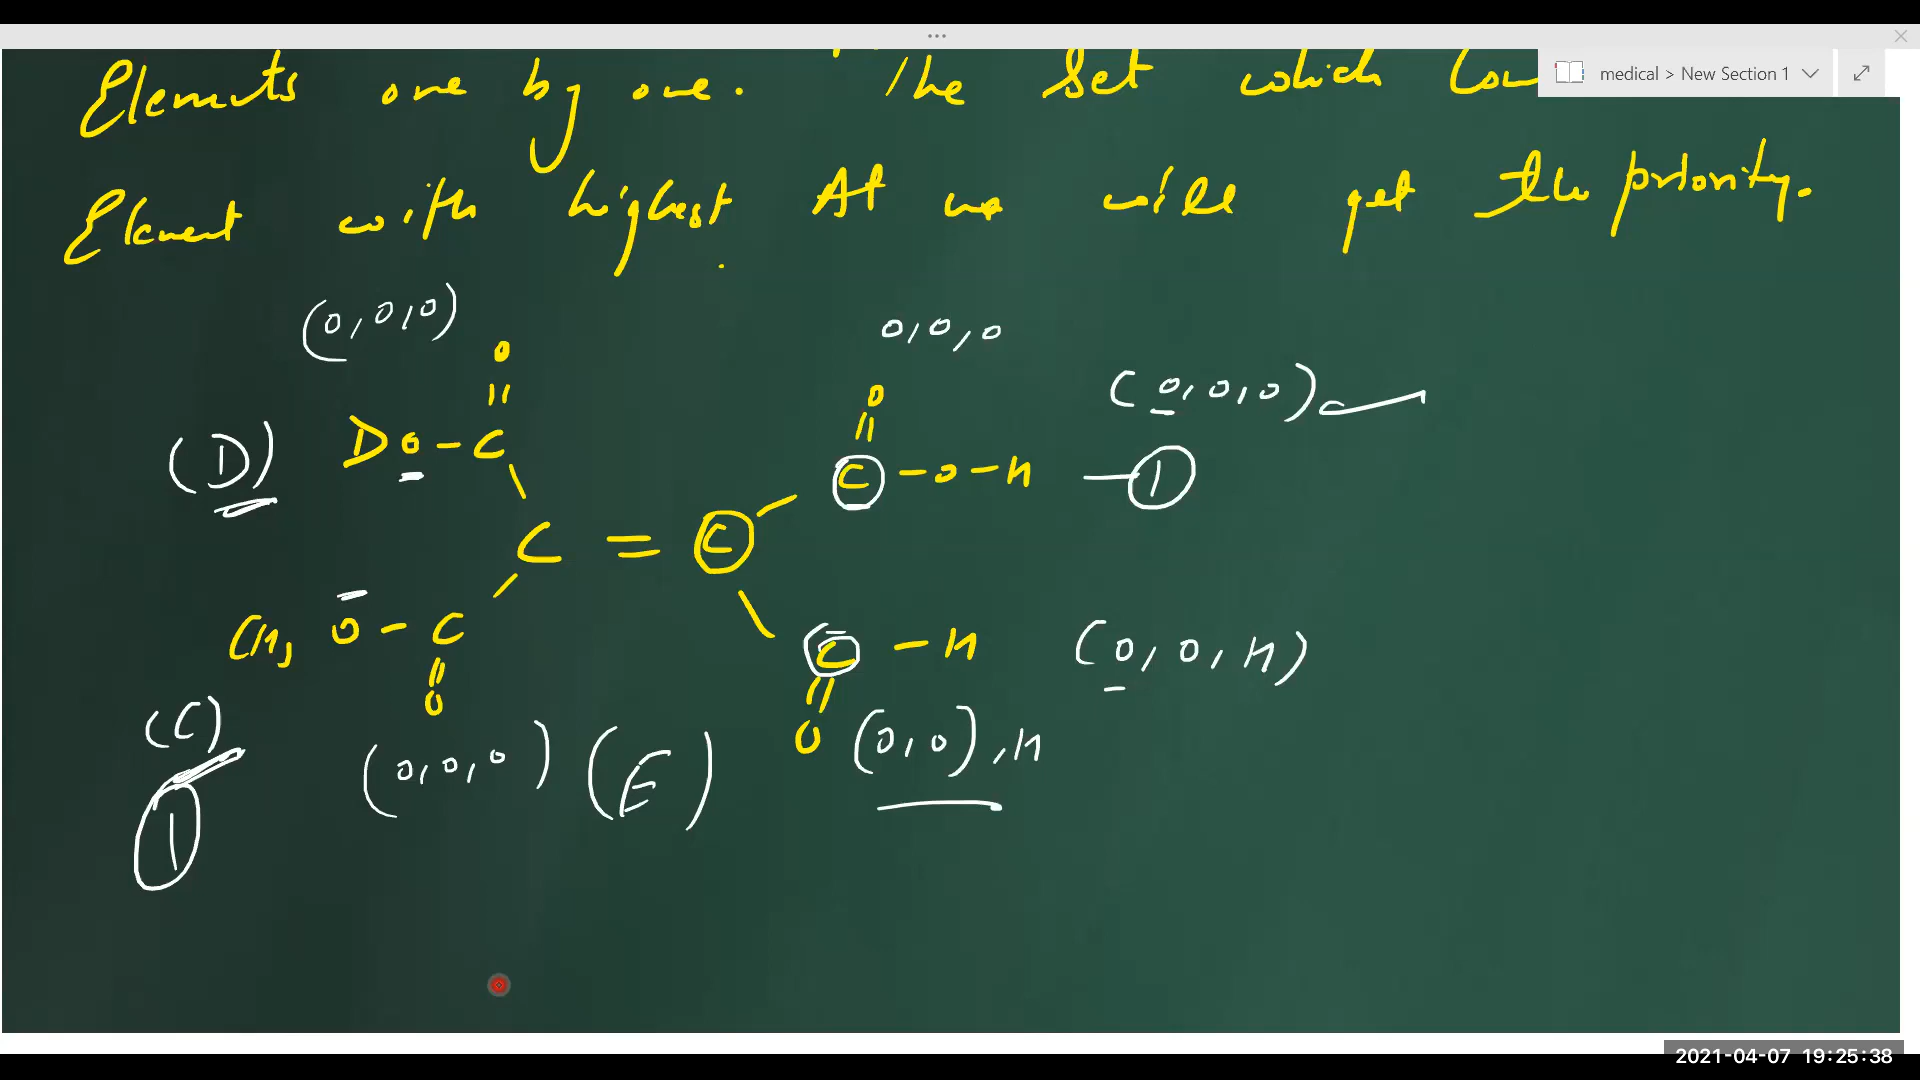 medical > New Section 1
Elements one by one. The Set which
Element with highest At no will get the priority.
(0,0,0)
0,0,0
O
O
(0,0,0)
(D) DO-C
C-O-H - 1
C = C
CH3 O-C
C-H (0,0,H)
O
O
(0,0),H
(C)
(0,0,0) (E)
1
2021-04-07 19:25:38